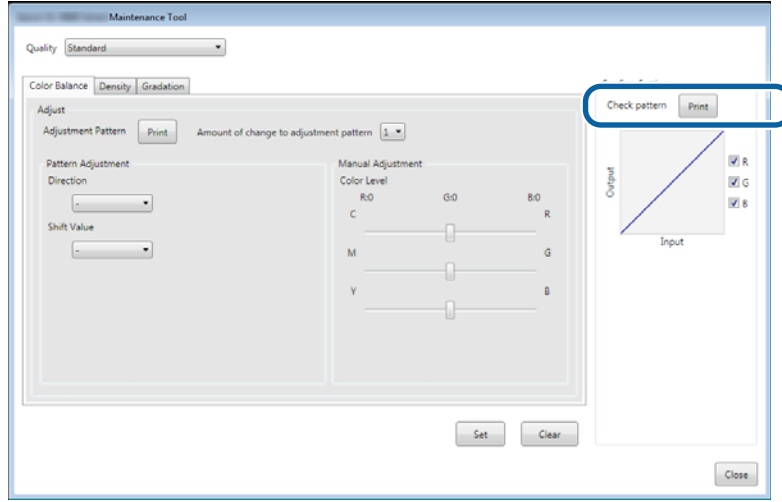 Maintenance Tool
Quality Standard
Color Balance Density Gradation
Adjust
Adjustment Pattern Print Amount of change to adjustment pattern 1
Pattern Adjustment
Direction
-
Shift Value
-
Manual Adjustment
Color Level
R:0 G:0 B:0
C R
M G
Y B
Check pattern Print
Output
Input
R
G
B
Set Clear
Close